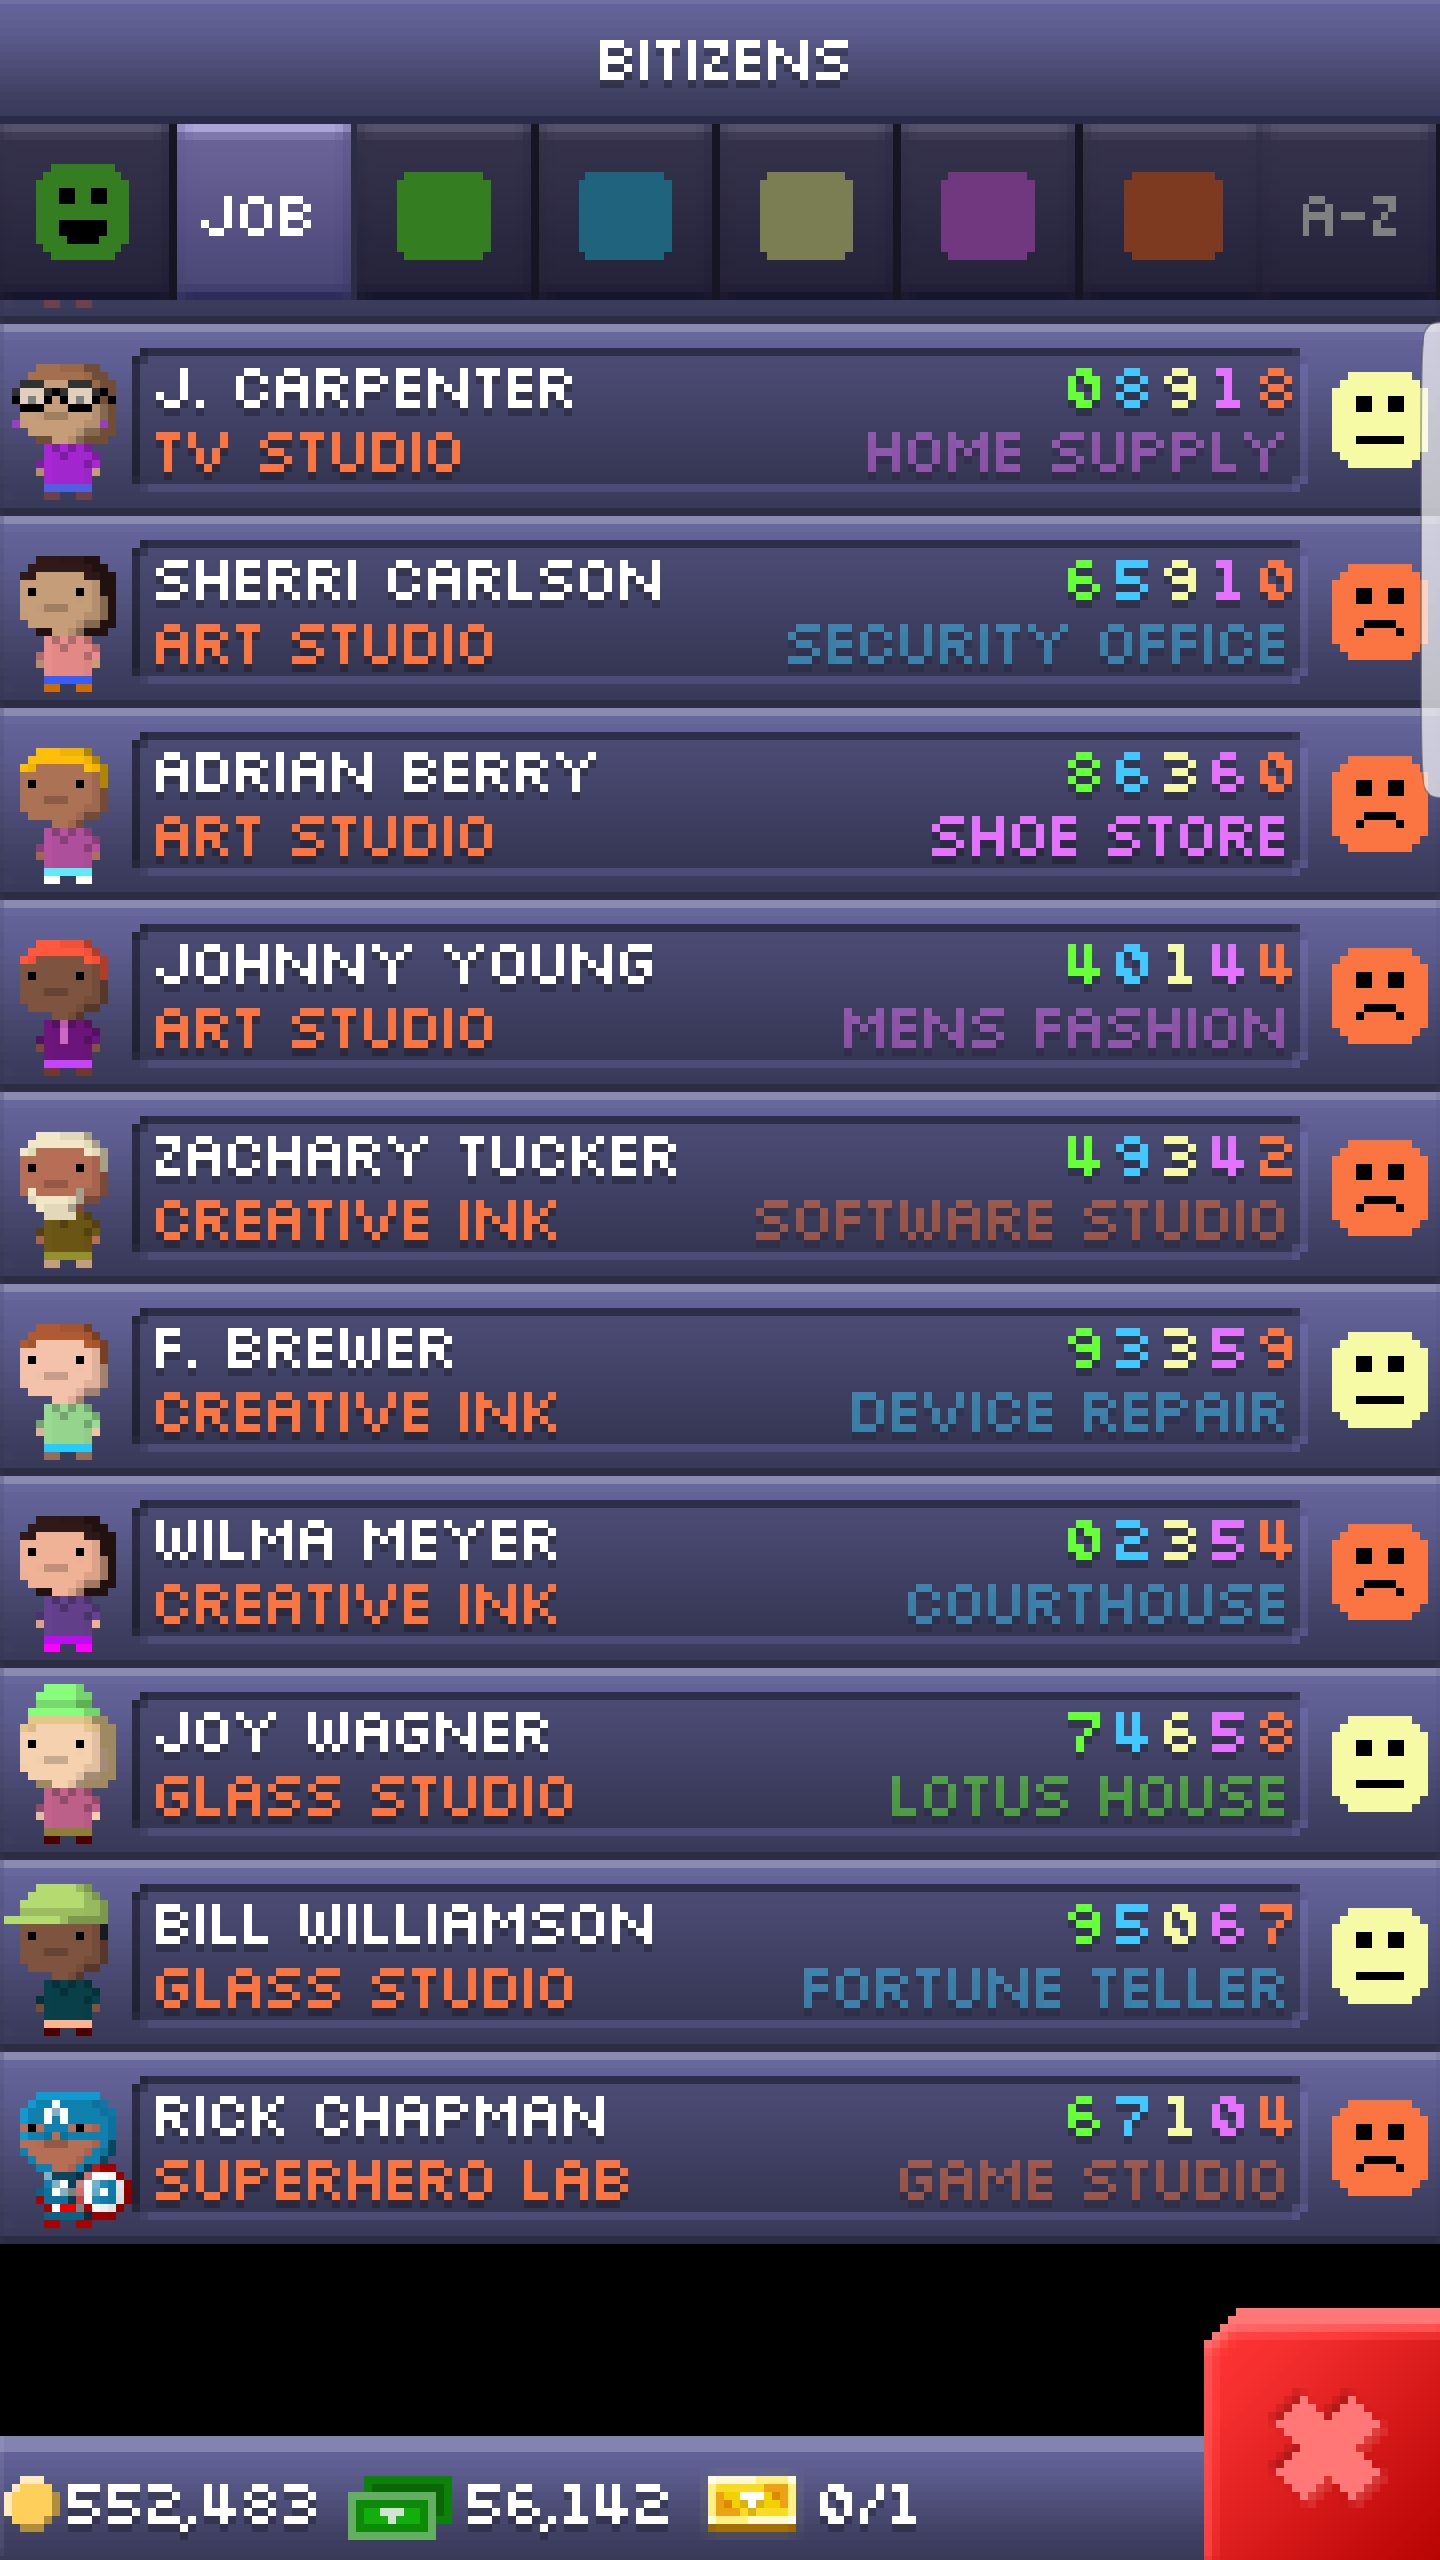 BITIZENS
JOB
A-Z
J. CARPENTER 08918
TV STUDIO HOME SUPPLY
SHERRI CARLSON 65910
ART STUDIO SECURITY OFFICE
ADRIAN BERRY 86360
ART STUDIO SHOE STORE
JOHNNY YOUNG 40144
ART STUDIO MENS FASHION
ZACHARY TUCKER 49342
CREATIVE INK SOFTWARE STUDIO
F. BREWER 93359
CREATIVE INK DEVICE REPAIR
WILMA MEYER 02354
CREATIVE INK COURTHOUSE
JOY WAGNER 74658
GLASS STUDIO LOTUS HOUSE
BILL WILLIAMSON 95067
GLASS STUDIO FORTUNE TELLER
RICK CHAPMAN 67104
SUPERHERO LAB GAME STUDIO
552,483 56,142 0/1